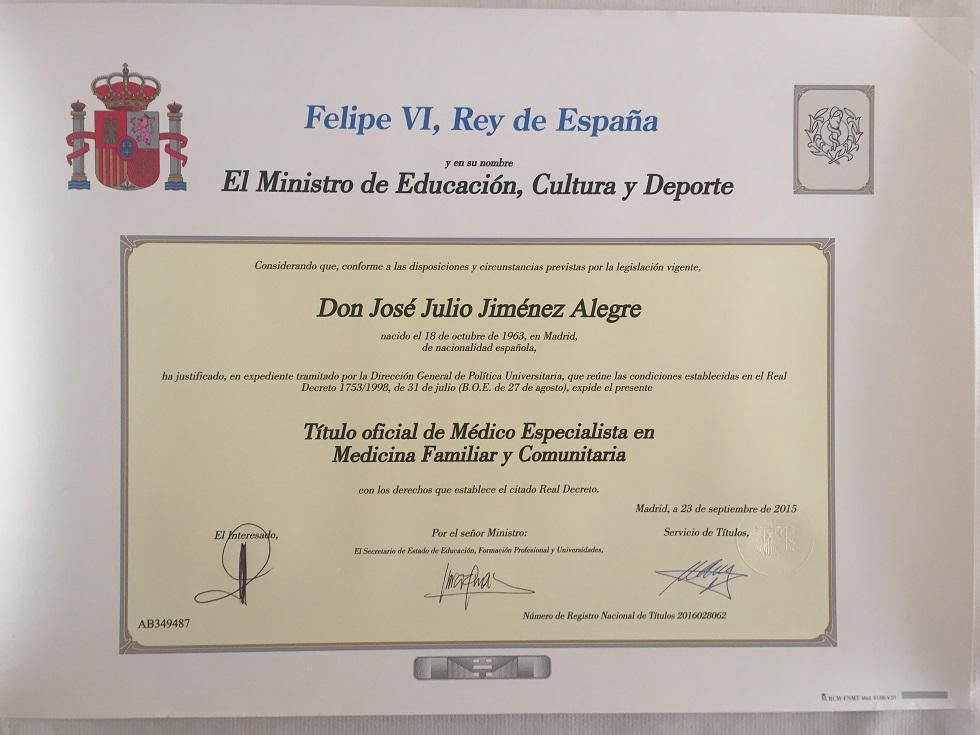 Felipe VI, Rey de España
y en su nombre
El Ministro de Educación, Cultura y Deporte
Considerando que, conforme a las disposiciones y circunstancias previstas por la legislación vigente,
Don José Julio Jiménez Alegre
nacido el 18 de octubre de 1963, en Madrid,
de nacionalidad española,
ha justificado, en expediente tramitado por la Dirección General de Política Universitaria, que reúne las condiciones establecidas en el Real
Decreto 1753/1998, de 31 de julio (B.O.E. de 27 de agosto), expide el presente
Título oficial de Médico Especialista en
Medicina Familiar y Comunitaria
con los derechos que establece el citado Real Decreto.
Madrid, a 23 de septiembre de 2015
El Interesado,
Por el señor Ministro:
Servicio de Títulos,
El Secretario de Estado de Educación, Formación Profesional y Universidades,
Número de Registro Nacional de Títulos 2016028062
AB349487
RCM-FNMT